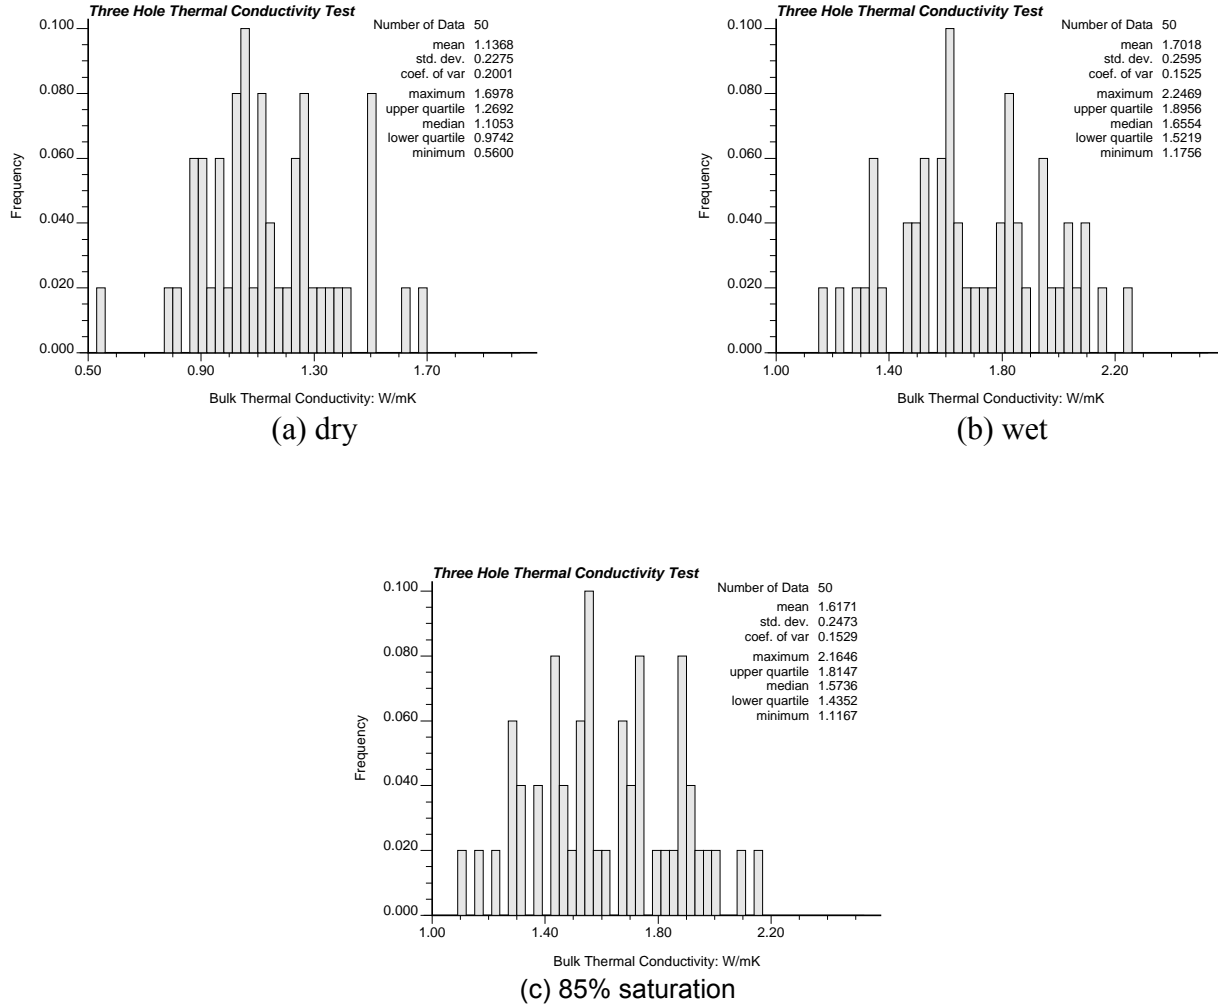 Three Hole Thermal Conductivity Test
Number of Data 50
mean 1.1368
std. dev. 0.2275
coef. of var 0.2001
maximum 1.6978
upper quartile 1.2692
median 1.1053
lower quartile 0.9742
minimum 0.5600
Frequency
0.100
0.080
0.060
0.040
0.020
0.000
0.50 0.90 1.30 1.70
Bulk Thermal Conductivity: W/mK
(a) dry
Three Hole Thermal Conductivity Test
Number of Data 50
mean 1.7018
std. dev. 0.2595
coef. of var 0.1525
maximum 2.2469
upper quartile 1.8956
median 1.6554
lower quartile 1.5219
minimum 1.1756
Frequency
0.100
0.080
0.060
0.040
0.020
0.000
1.00 1.40 1.80 2.20
Bulk Thermal Conductivity: W/mK
(b) wet
Three Hole Thermal Conductivity Test
Number of Data 50
mean 1.6171
std. dev. 0.2473
coef. of var 0.1529
maximum 2.1646
upper quartile 1.8147
median 1.5736
lower quartile 1.4352
minimum 1.1167
Frequency
0.100
0.080
0.060
0.040
0.020
0.000
1.00 1.40 1.80 2.20
Bulk Thermal Conductivity: W/mK
(c) 85% saturation